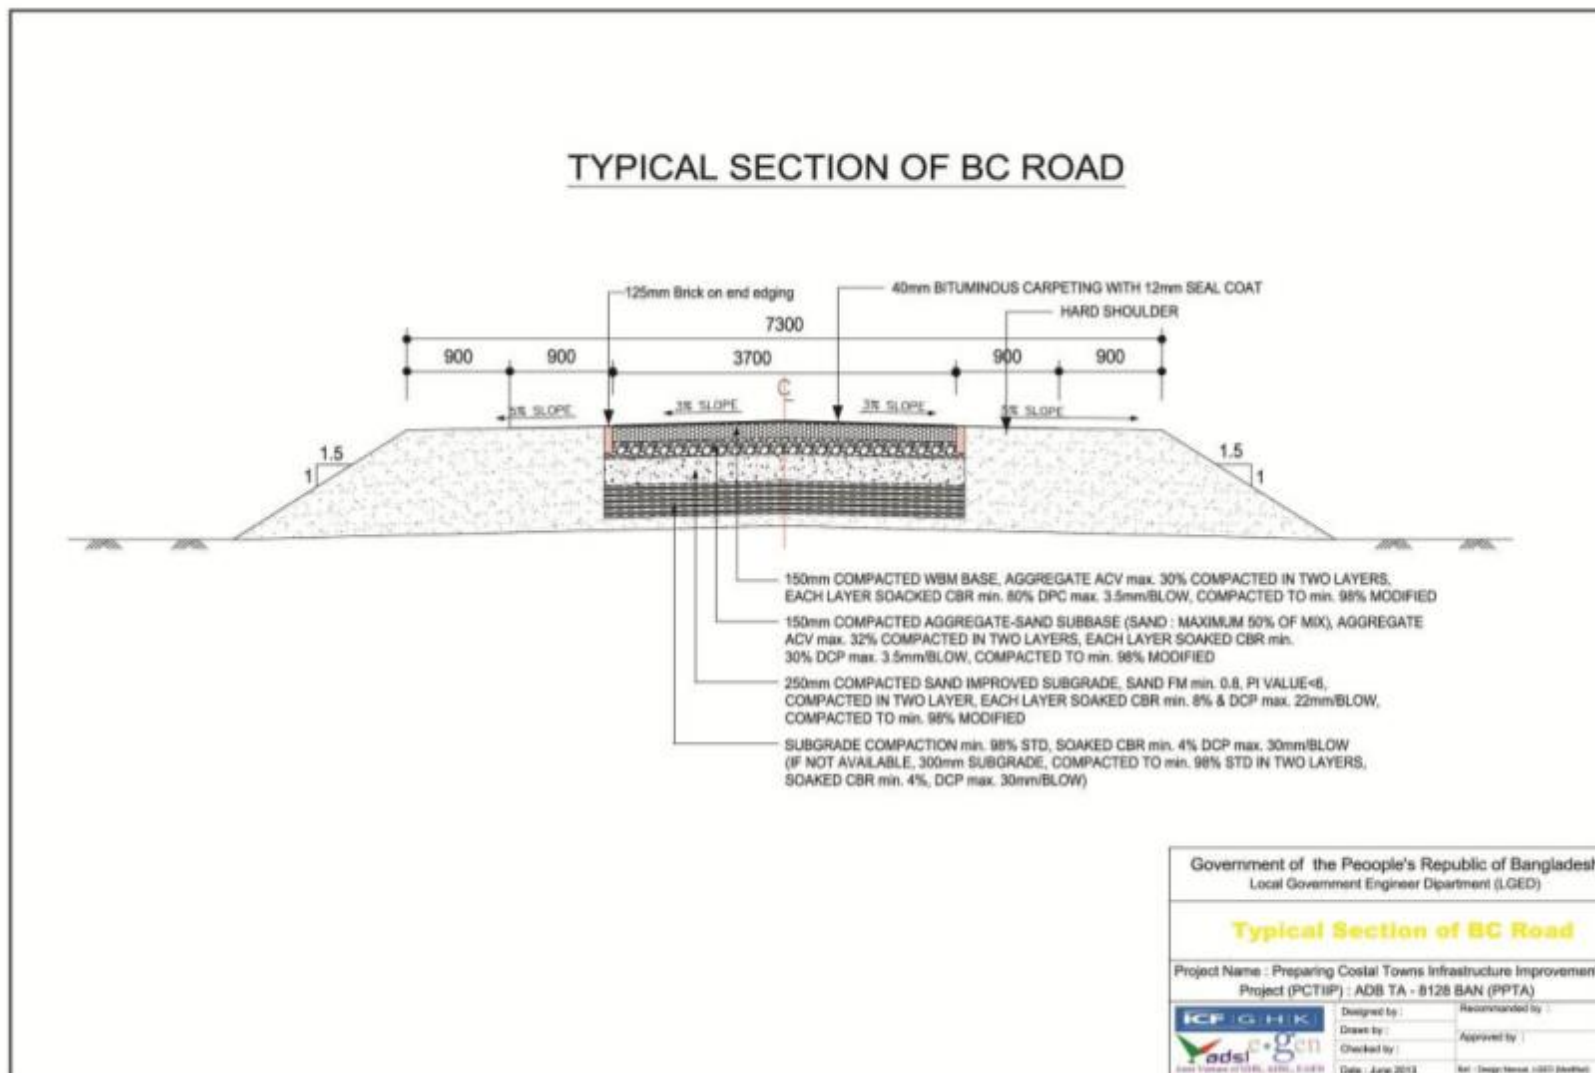 TYPICAL SECTION OF BC ROAD
125mm Brick on end edging
40mm BITUMINOUS CARPETING WITH 12mm SEAL COAT
HARD SHOULDER
7300
900 900 3700 900 900
℄
5% SLOPE 3% SLOPE 3% SLOPE 5% SLOPE
1.5
1
1.5
1
150mm COMPACTED WBM BASE, AGGREGATE ACV max. 30% COMPACTED IN TWO LAYERS,
EACH LAYER SOACKED CBR min. 80% DPC max. 3.5mm/BLOW, COMPACTED TO min. 98% MODIFIED
150mm COMPACTED AGGREGATE-SAND SUBBASE (SAND : MAXIMUM 50% OF MIX), AGGREGATE
ACV max. 32% COMPACTED IN TWO LAYERS, EACH LAYER SOAKED CBR min.
30% DCP max. 3.5mm/BLOW, COMPACTED TO min. 98% MODIFIED
250mm COMPACTED SAND IMPROVED SUBGRADE, SAND FM min. 0.8, PI VALUE<6,
COMPACTED IN TWO LAYER, EACH LAYER SOAKED CBR min. 8% & DCP max. 22mm/BLOW,
COMPACTED TO min. 98% MODIFIED
SUBGRADE COMPACTION min. 98% STD, SOAKED CBR min. 4% DCP max. 30mm/BLOW
(IF NOT AVAILABLE, 300mm SUBGRADE, COMPACTED TO min. 98% STD IN TWO LAYERS,
SOAKED CBR min. 4%, DCP max. 30mm/BLOW)
Government of the Peoople's Republic of Bangladesh
Local Government Engineer Dipartment (LGED)
Typical Section of BC Road
Project Name : Preparing Costal Towns Infrastructure Improvemen
Project (PCTIIP) : ADB TA - 8128 BAN (PPTA)
ICF GHK
adsl e•gen
Designed by :
Drawn by :
Checked by :
Date : June 2013
Recommanded by :
Approved by :